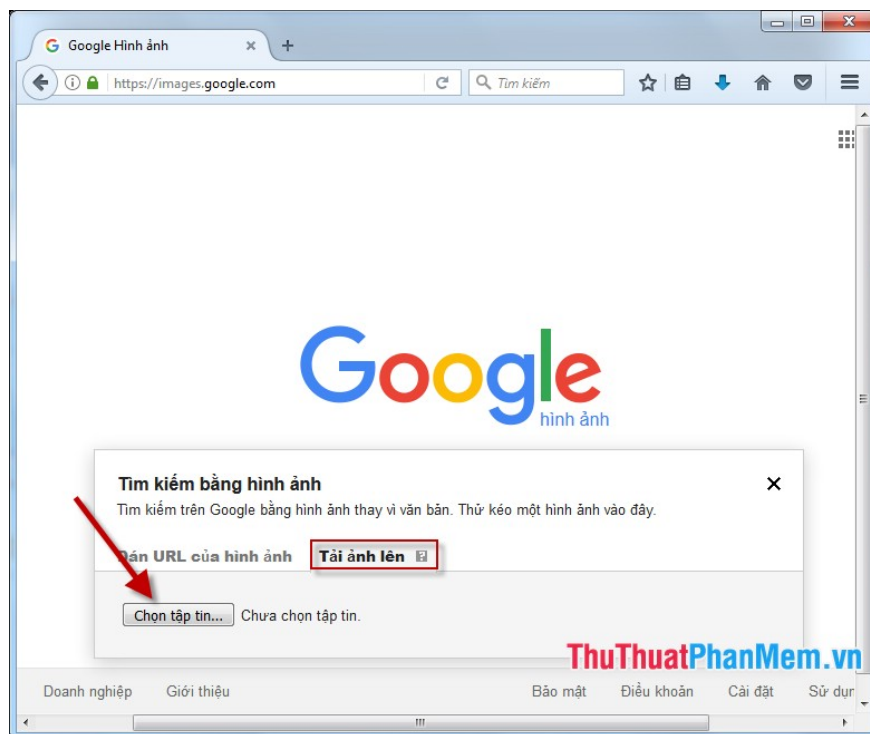 Google Hình ảnh
https://images.google.com
Tìm kiếm
Google
hình ảnh
Tìm kiếm bằng hình ảnh
Tìm kiếm trên Google bằng hình ảnh thay vì văn bản. Thử kéo một hình ảnh vào đây.
Dán URL của hình ảnh Tải ảnh lên ?
Chọn tập tin... Chưa chọn tập tin.
ThuThuatPhanMem.vn
Doanh nghiệp Giới thiệu Bảo mật Điều khoản Cài đặt Sử dụn